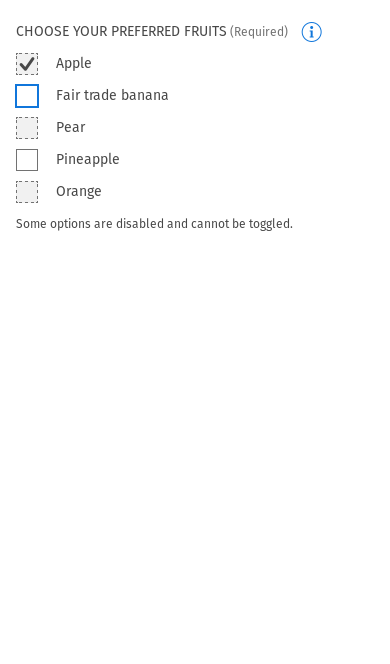 CHOOSE YOUR PREFERRED FRUITS (Required)
Apple
Fair trade banana
Pear
Pineapple
Orange
Some options are disabled and cannot be toggled.